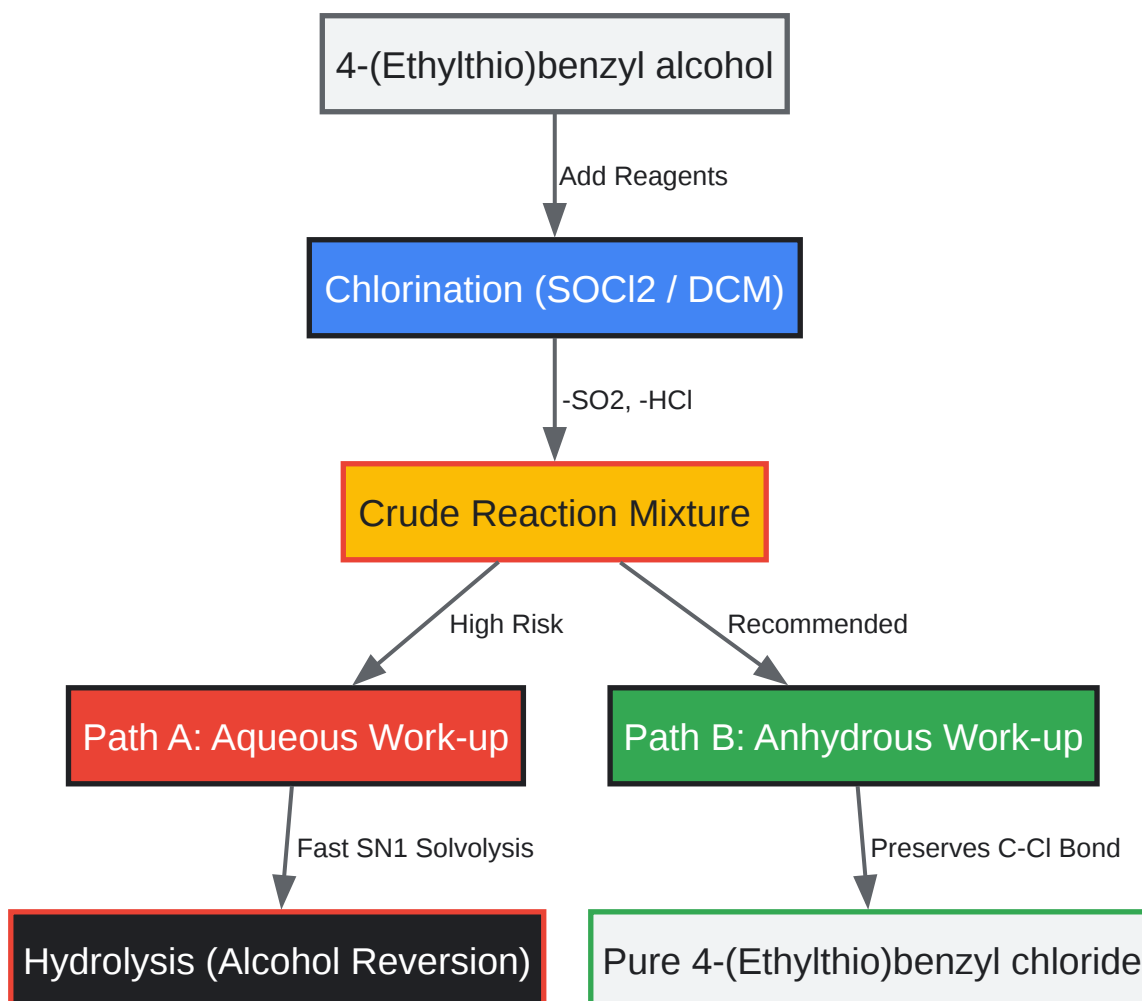 4-(Ethylthio)benzyl alcohol
Add Reagents
Chlorination (SOCl2 / DCM)
-SO2, -HCl
Crude Reaction Mixture
High Risk
Recommended
Path A: Aqueous Work-up
Path B: Anhydrous Work-up
Fast SN1 Solvolysis
Preserves C-Cl Bond
Hydrolysis (Alcohol Reversion)
Pure 4-(Ethylthio)benzyl chloride